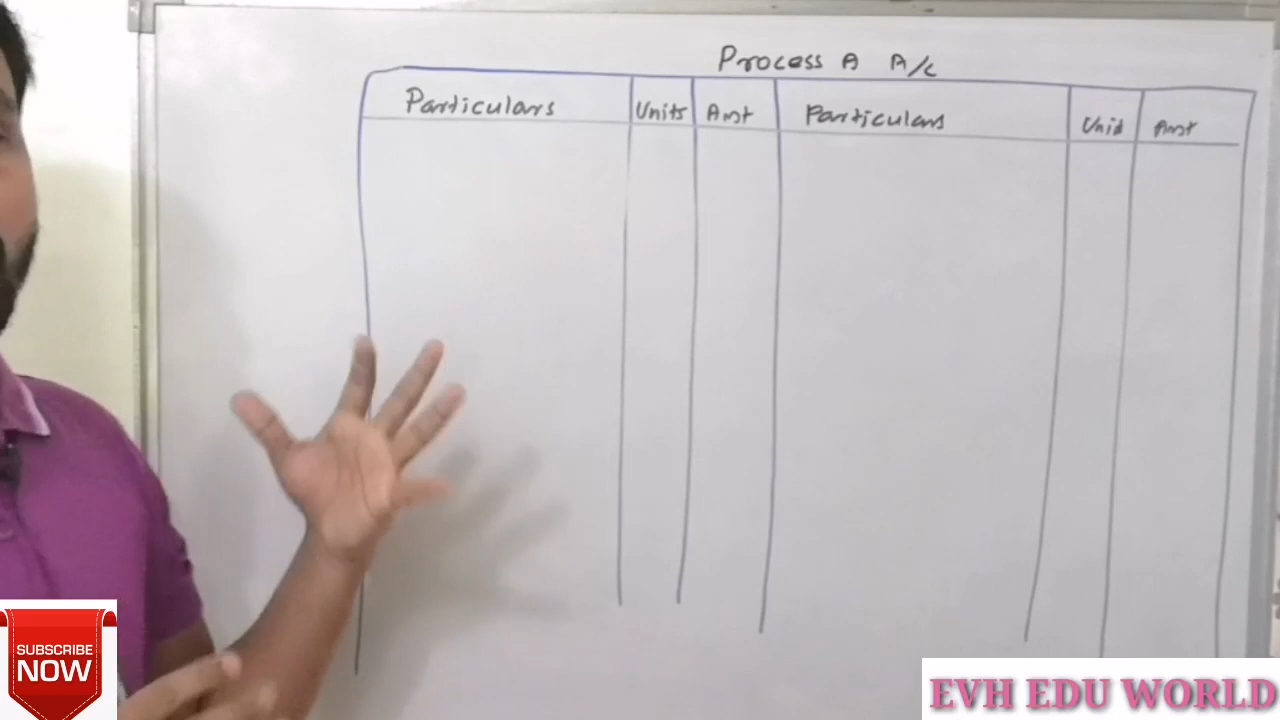 Process A A/c
Particulars Units Amt Particulars Unit Amt
SUBSCRIBE
NOW
EVH EDU WORLD